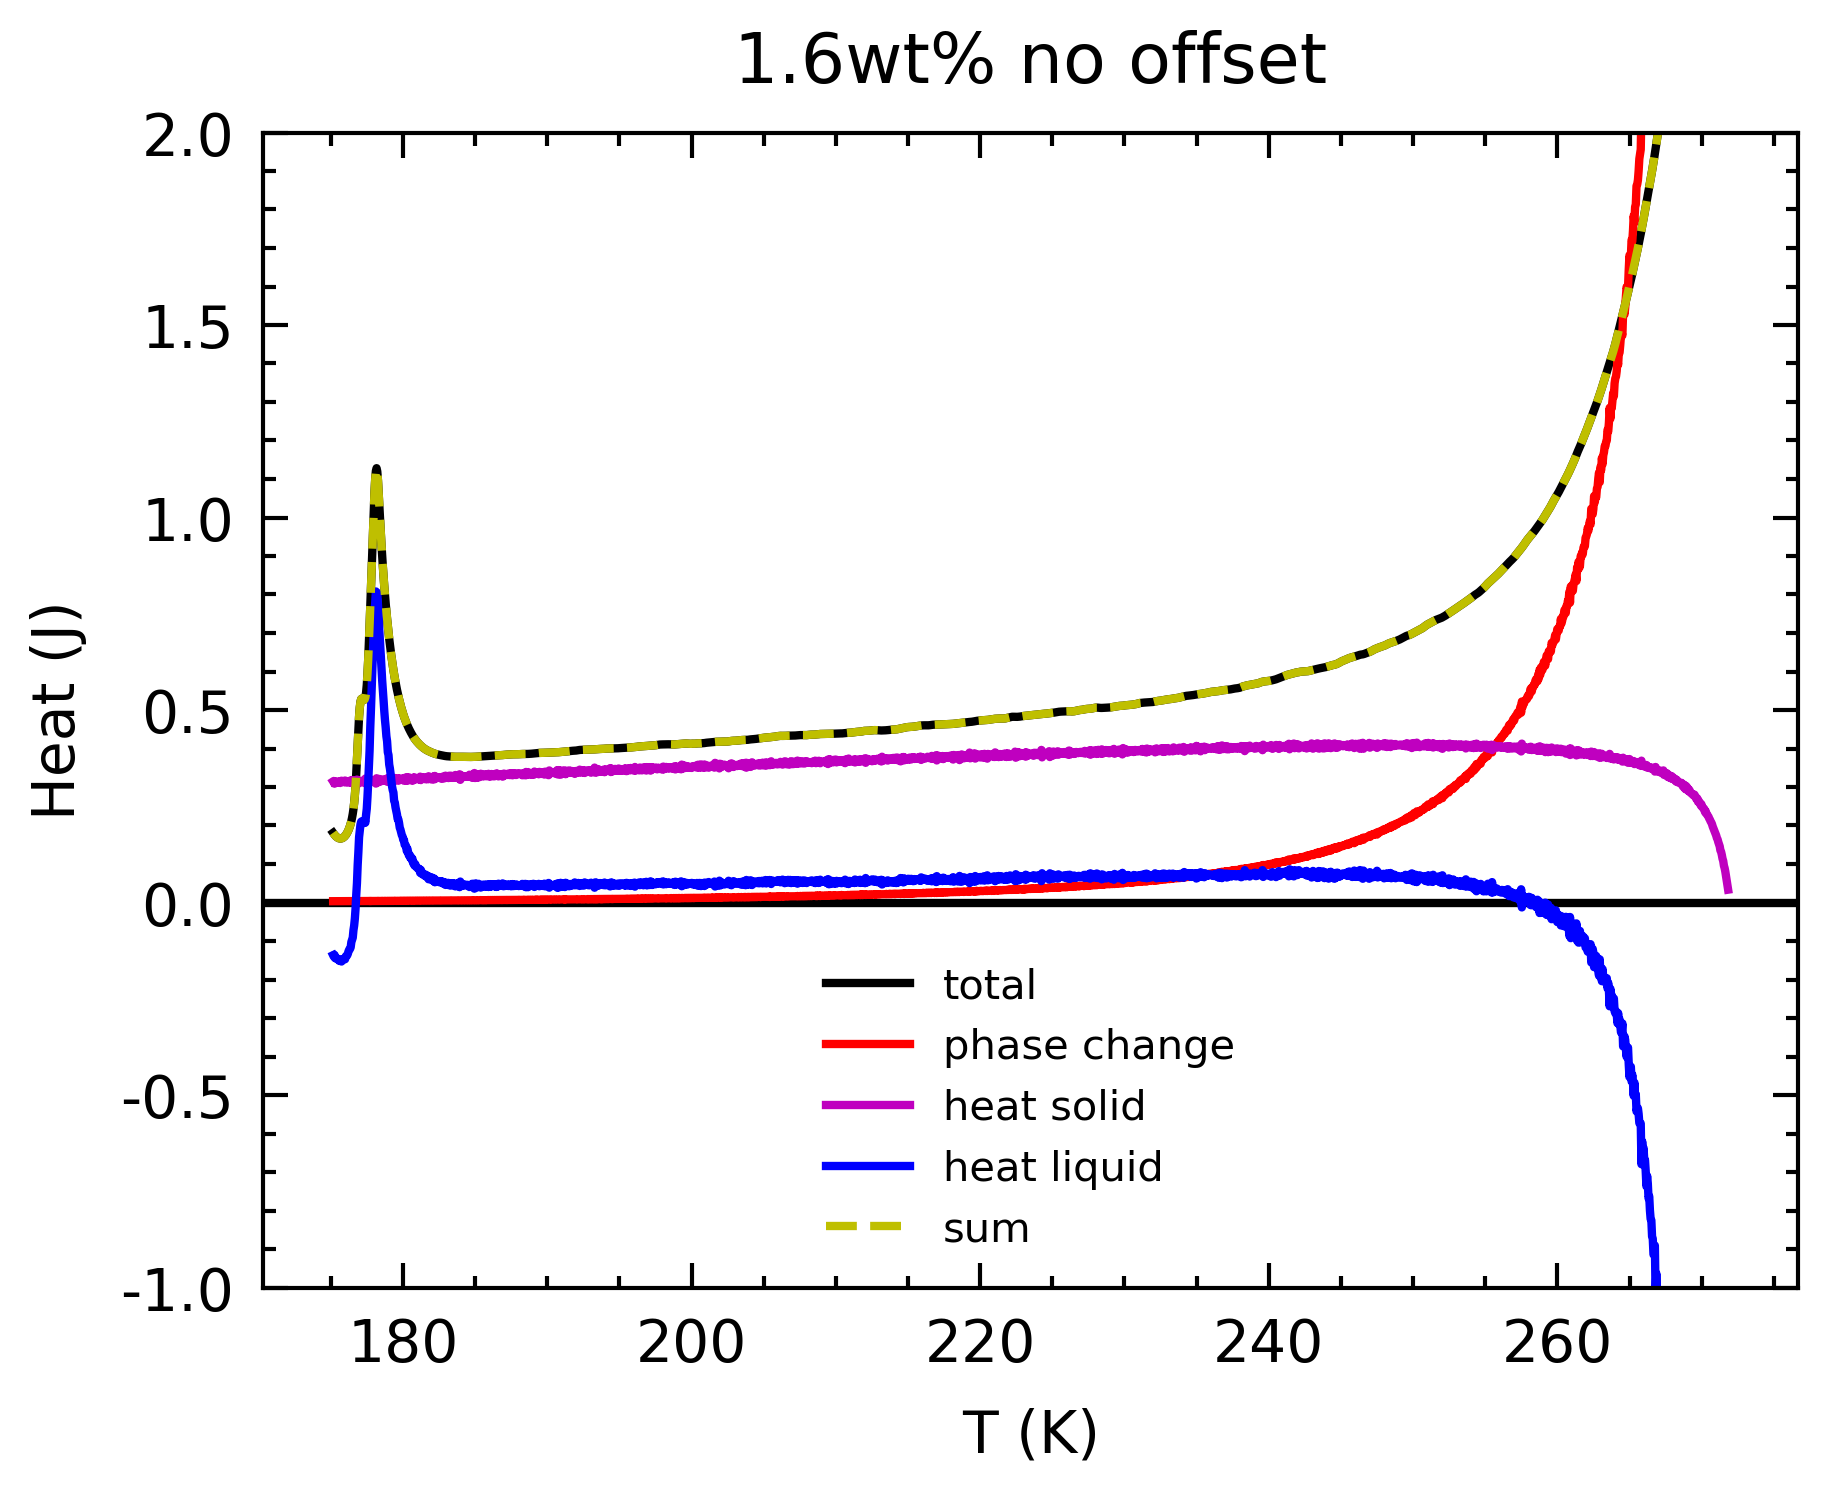 1.6wt% no offset
2.0
1.5
1.0
0.5
0.0
-0.5
-1.0
Heat (J)
total
phase change
heat solid
heat liquid
sum
180 200 220 240 260
T (K)